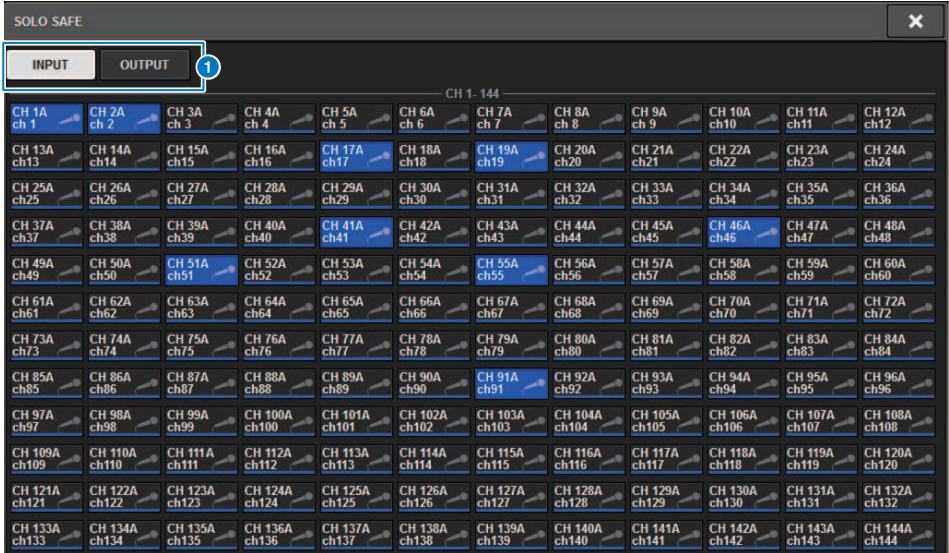 SOLO SAFE ×
INPUT OUTPUT 1
CH 1-144
CH 1A CH 2A CH 3A CH 4A CH 5A CH 6A CH 7A CH 8A CH 9A CH 10A CH 11A CH 12A
ch 1 ch 2 ch 3 ch 4 ch 5 ch 6 ch 7 ch 8 ch 9 ch10 ch11 ch12
CH 13A CH 14A CH 15A CH 16A CH 17A CH 18A CH 19A CH 20A CH 21A CH 22A CH 23A CH 24A
ch13 ch14 ch15 ch16 ch17 ch18 ch19 ch20 ch21 ch22 ch23 ch24
CH 25A CH 26A CH 27A CH 28A CH 29A CH 30A CH 31A CH 32A CH 33A CH 34A CH 35A CH 36A
ch25 ch26 ch27 ch28 ch29 ch30 ch31 ch32 ch33 ch34 ch35 ch36
CH 37A CH 38A CH 39A CH 40A CH 41A CH 42A CH 43A CH 44A CH 45A CH 46A CH 47A CH 48A
ch37 ch38 ch39 ch40 ch41 ch42 ch43 ch44 ch45 ch46 ch47 ch48
CH 49A CH 50A CH 51A CH 52A CH 53A CH 54A CH 55A CH 56A CH 57A CH 58A CH 59A CH 60A
ch49 ch50 ch51 ch52 ch53 ch54 ch55 ch56 ch57 ch58 ch59 ch60
CH 61A CH 62A CH 63A CH 64A CH 65A CH 66A CH 67A CH 68A CH 69A CH 70A CH 71A CH 72A
ch61 ch62 ch63 ch64 ch65 ch66 ch67 ch68 ch69 ch70 ch71 ch72
CH 73A CH 74A CH 75A CH 76A CH 77A CH 78A CH 79A CH 80A CH 81A CH 82A CH 83A CH 84A
ch73 ch74 ch75 ch76 ch77 ch78 ch79 ch80 ch81 ch82 ch83 ch84
CH 85A CH 86A CH 87A CH 88A CH 89A CH 90A CH 91A CH 92A CH 93A CH 94A CH 95A CH 96A
ch85 ch86 ch87 ch88 ch89 ch90 ch91 ch92 ch93 ch94 ch95 ch96
CH 97A CH 98A CH 99A CH 100A CH 101A CH 102A CH 103A CH 104A CH 105A CH 106A CH 107A CH 108A
ch97 ch98 ch99 ch100 ch101 ch102 ch103 ch104 ch105 ch106 ch107 ch108
CH 109A CH 110A CH 111A CH 112A CH 113A CH 114A CH 115A CH 116A CH 117A CH 118A CH 119A CH 120A
ch109 ch110 ch111 ch112 ch113 ch114 ch115 ch116 ch117 ch118 ch119 ch120
CH 121A CH 122A CH 123A CH 124A CH 125A CH 126A CH 127A CH 128A CH 129A CH 130A CH 131A CH 132A
ch121 ch122 ch123 ch124 ch125 ch126 ch127 ch128 ch129 ch130 ch131 ch132
CH 133A CH 134A CH 135A CH 136A CH 137A CH 138A CH 139A CH 140A CH 141A CH 142A CH 143A CH 144A
ch133 ch134 ch135 ch136 ch137 ch138 ch139 ch140 ch141 ch142 ch143 ch144